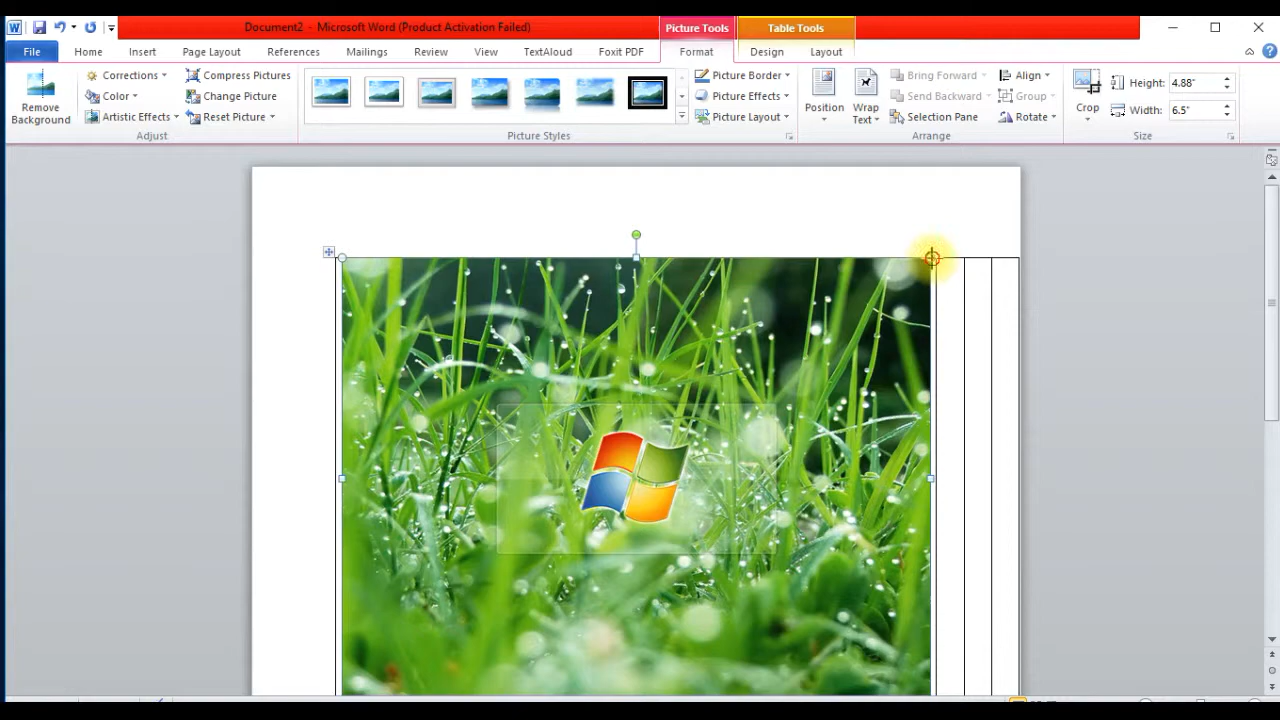 Document2 - Microsoft Word (Product Activation Failed)
Picture Tools
Table Tools
File
Home
Insert
Page Layout
References
Mailings
Review
View
TextAloud
Foxit PDF
Format
Design
Layout
Remove Background
Corrections
Color
Artistic Effects
Compress Pictures
Change Picture
Reset Picture
Adjust
Picture Border
Picture Effects
Picture Layout
Picture Styles
Position
Wrap Text
Bring Forward
Send Backward
Selection Pane
Align
Group
Rotate
Arrange
Crop
Height: 4.88"
Width: 6.5"
Size